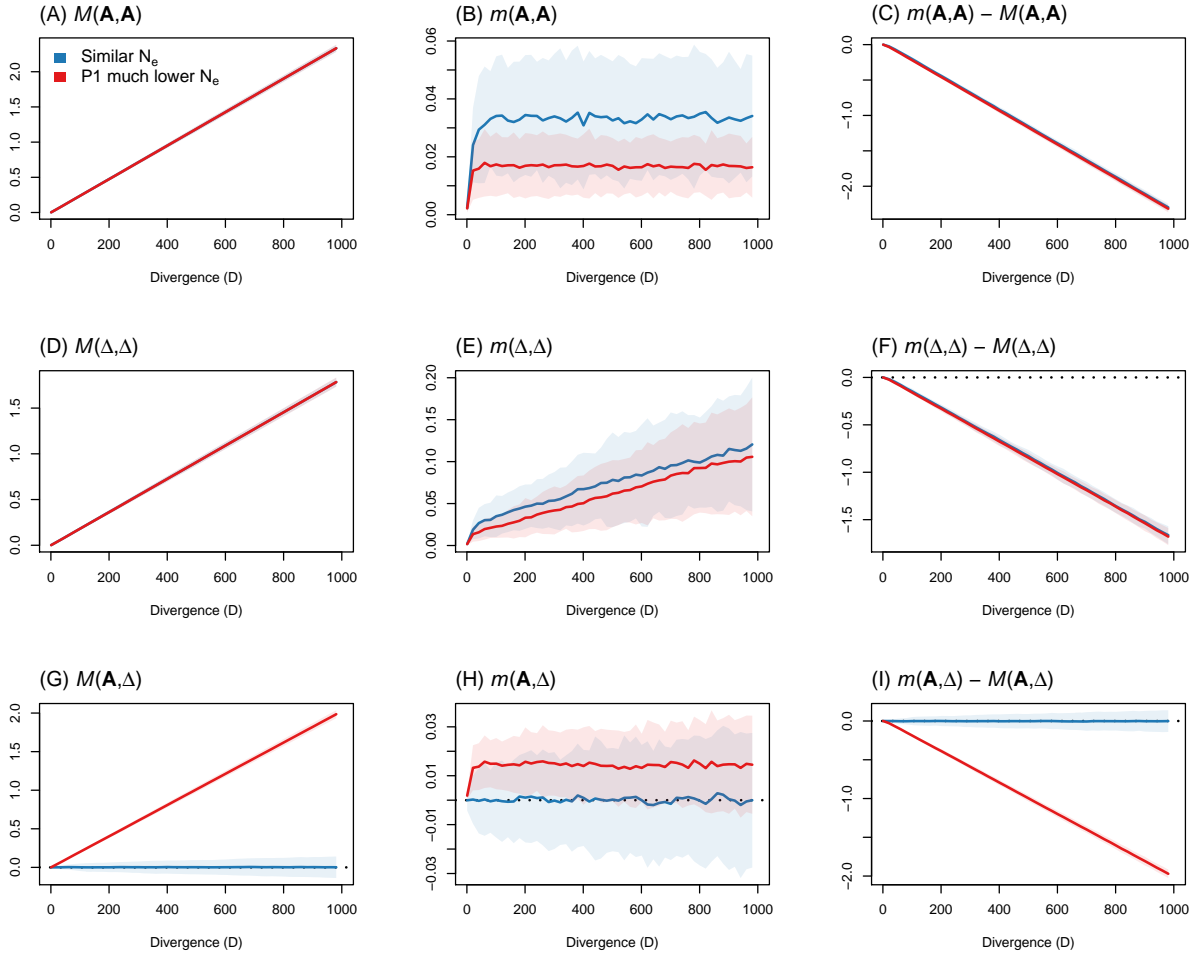 (A) M(A,A)
(B) m(A,A)
(C) m(A,A) − M(A,A)
Similar Ne
P1 much lower Ne
0.0 0.5 1.0 1.5 2.0
0 200 400 600 800 1000
Divergence (D)
0.00 0.02 0.04 0.06
0 200 400 600 800 1000
Divergence (D)
−2.0 −1.0 0.0
0 200 400 600 800 1000
Divergence (D)
(D) M(Δ,Δ)
(E) m(Δ,Δ)
(F) m(Δ,Δ) − M(Δ,Δ)
0.0 0.5 1.0 1.5
0 200 400 600 800 1000
Divergence (D)
0.00 0.05 0.10 0.15 0.20
0 200 400 600 800 1000
Divergence (D)
−1.5 −1.0 −0.5 0.0
0 200 400 600 800 1000
Divergence (D)
(G) M(A,Δ)
(H) m(A,Δ)
(I) m(A,Δ) − M(A,Δ)
0.0 0.5 1.0 1.5 2.0
0 200 400 600 800 1000
Divergence (D)
−0.03 −0.01 0.01 0.03
0 200 400 600 800 1000
Divergence (D)
−2.0 −1.0 0.0
0 200 400 600 800 1000
Divergence (D)